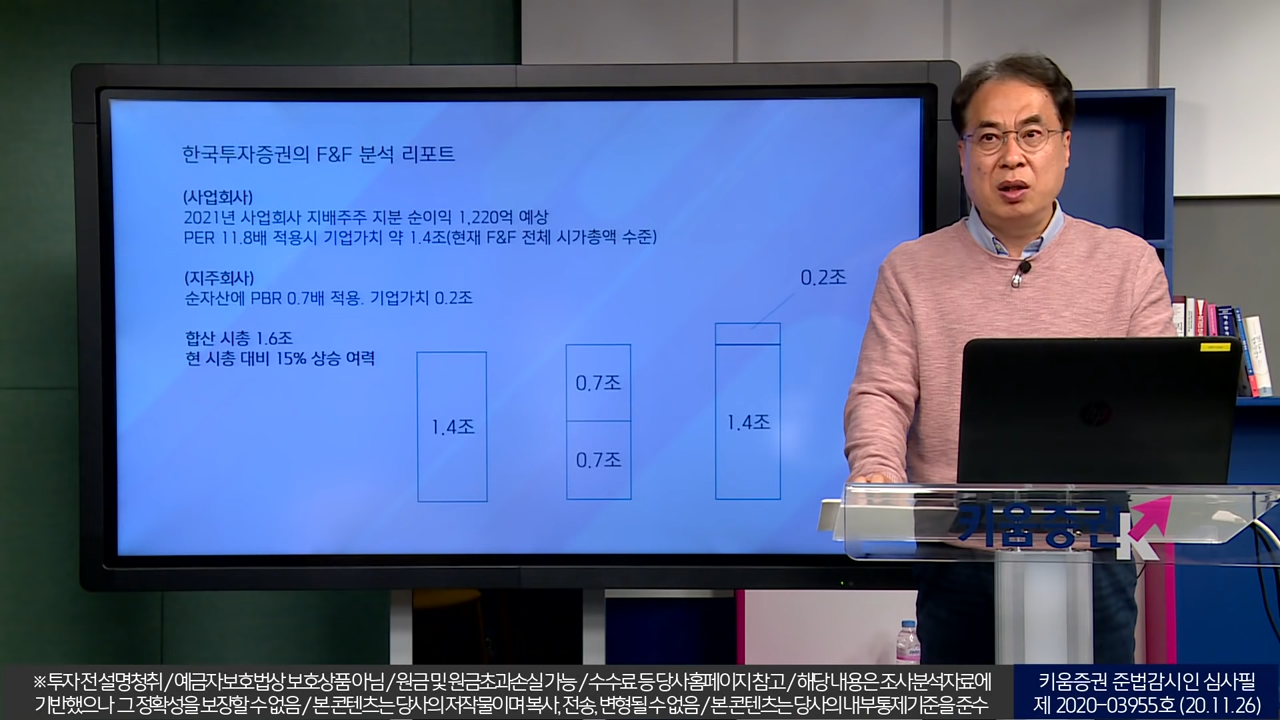 한국투자증권의 F&F 분석 리포트
(사업회사)
2021년 사업회사 지배주주 지분 순이익 1,220억 예상
PER 11.8배 적용시 기업가치 약 1.4조(현재 F&F 전체 시가총액 수준)
(지주회사)
순자산에 PBR 0.7배 적용. 기업가치 0.2조
합산 시총 1.6조
현 시총 대비 15% 상승 여력
0.2조
1.4조
0.7조
0.7조
1.4조
키움증권
※ 투자 전 설명청취 / 예금자보호법상 보호상품 아님 / 원금 및 원금초과손실 가능 / 수수료 등 당사홈페이지 참고 / 해당 내용은 조사분석자료에
기반했으나 그 정확성을 보장할 수 없음 / 본 콘텐츠는 당사의 저작물이며 복사, 전송, 변형될 수 없음 / 본 콘텐츠는 당사의 내부통제기준을 준수
키움증권 준법감시인 심사필
제 2020-03955호 (20.11.26)